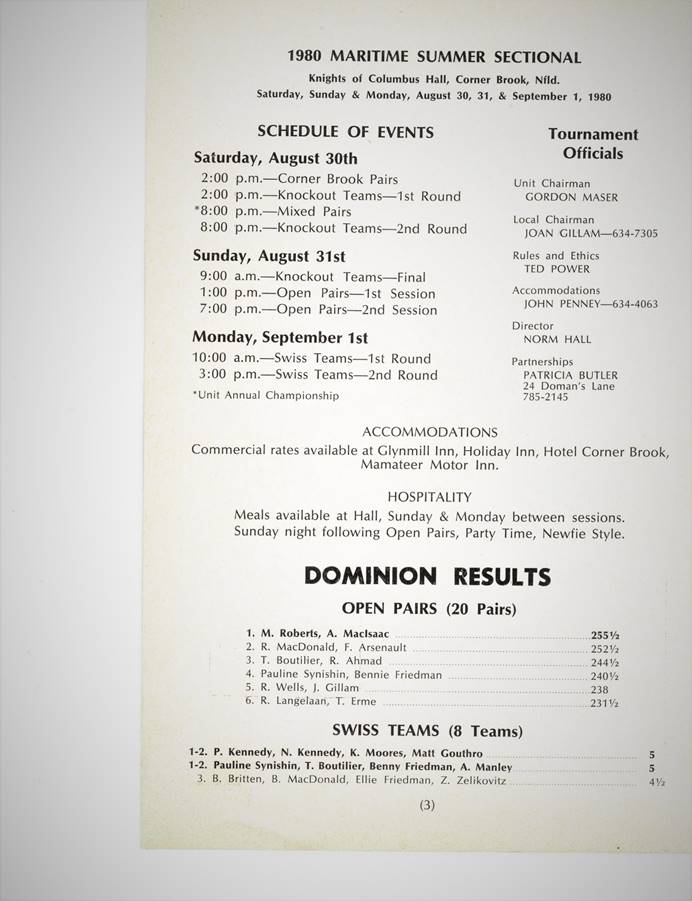 1980 MARITIME SUMMER SECTIONAL
Knights of Columbus Hall, Corner Brook, Nfld.
Saturday, Sunday & Monday, August 30, 31, & September 1, 1980
SCHEDULE OF EVENTS
Saturday, August 30th
2:00 p.m.—Corner Brook Pairs
2:00 p.m.—Knockout Teams—1st Round
*8:00 p.m.—Mixed Pairs
8:00 p.m.—Knockout Teams—2nd Round
Sunday, August 31st
9:00 a.m.—Knockout Teams—Final
1:00 p.m.—Open Pairs—1st Session
7:00 p.m.—Open Pairs—2nd Session
Monday, September 1st
10:00 a.m.—Swiss Teams—1st Round
3:00 p.m.—Swiss Teams—2nd Round
*Unit Annual Championship
Tournament
Officials
Unit Chairman
GORDON MASER
Local Chairman
JOAN GILLAM—634-7305
Rules and Ethics
TED POWER
Accommodations
JOHN PENNEY—634-4063
Director
NORM HALL
Partnerships
PATRICIA BUTLER
24 Doman's Lane
785-2145
ACCOMMODATIONS
Commercial rates available at Glynmill Inn, Holiday Inn, Hotel Corner Brook,
Mamateer Motor Inn.
HOSPITALITY
Meals available at Hall, Sunday & Monday between sessions.
Sunday night following Open Pairs, Party Time, Newfie Style.
DOMINION RESULTS
OPEN PAIRS (20 Pairs)
1. M. Roberts, A. MacIsaac 255½
2. R. MacDonald, F. Arsenault 252½
3. T. Boutilier, R. Ahmad 244½
4. Pauline Synishin, Bennie Friedman 240½
5. R. Wells, J. Gillam 238
6. R. Langelaan, T. Erme 231½
SWISS TEAMS (8 Teams)
1-2. P. Kennedy, N. Kennedy, K. Moores, Matt Gouthro 5
1-2. Pauline Synishin, T. Boutilier, Benny Friedman, A. Manley 5
3. B. Britten, B. MacDonald, Ellie Friedman, Z. Zelikovitz 4½
(3)